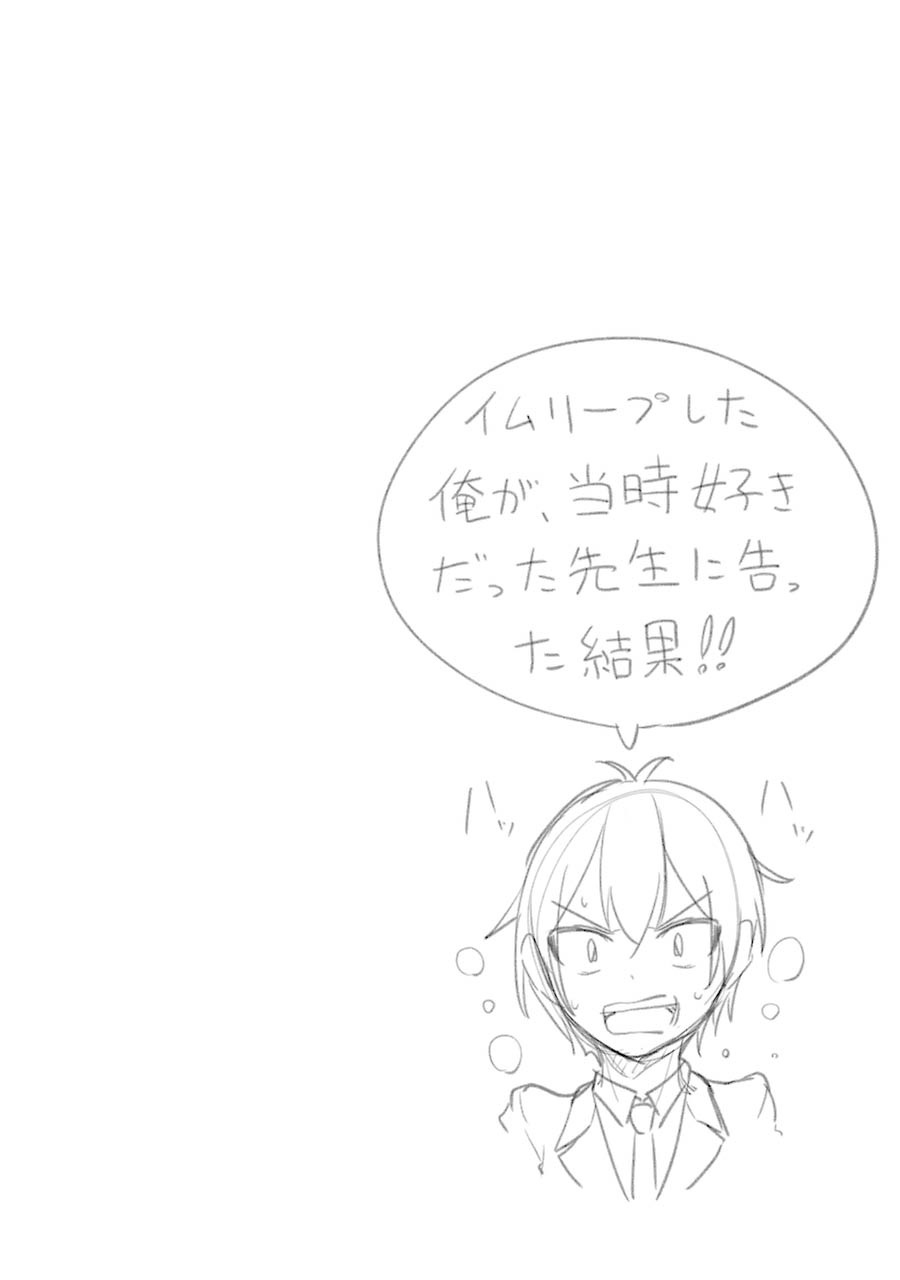 イムリープした
俺が、当時好き
だった先生に告っ
た結果!!
ハッ
ハッ